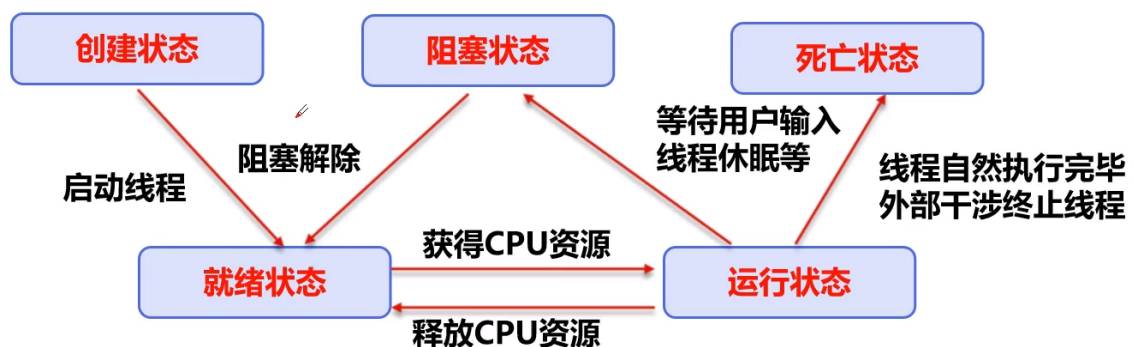 创建状态
阻塞状态
死亡状态
等待用户输入
线程休眠等
阻塞解除
启动线程
线程自然执行完毕
外部干涉终止线程
获得CPU资源
就绪状态
运行状态
释放CPU资源